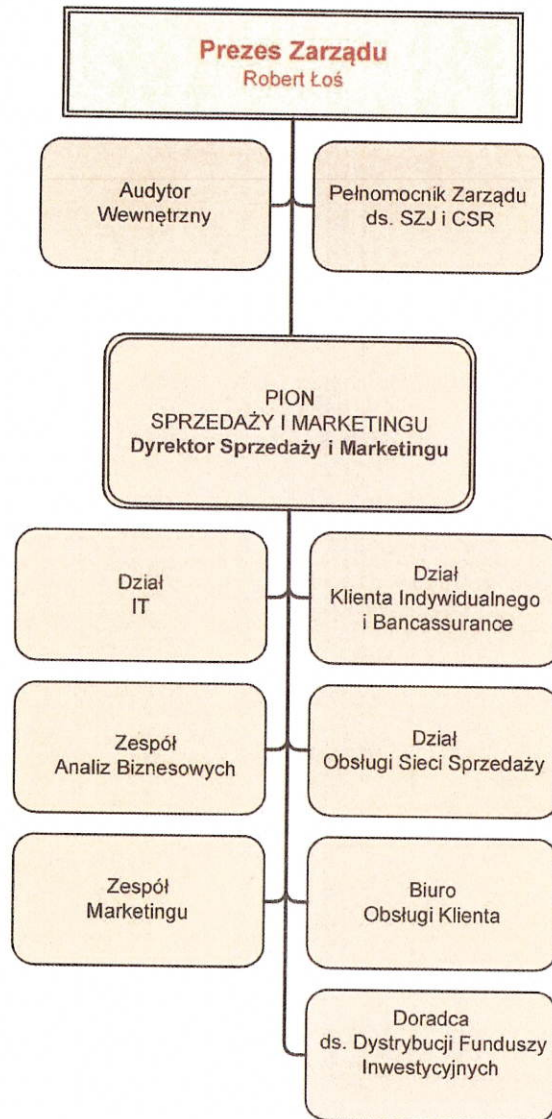 Prezes Zarządu
Robert Łoś
Audytor
Wewnętrzny
Pełnomocnik Zarządu
ds. SZJ i CSR
PION
SPRZEDAŻY I MARKETINGU
Dyrektor Sprzedaży i Marketingu
Dział
IT
Dział
Klienta Indywidualnego
i Bancassurance
Zespół
Analiz Biznesowych
Dział
Obsługi Sieci Sprzedaży
Zespół
Marketingu
Biuro
Obsługi Klienta
Doradca
ds. Dystrybucji Funduszy
Inwestycyjnych